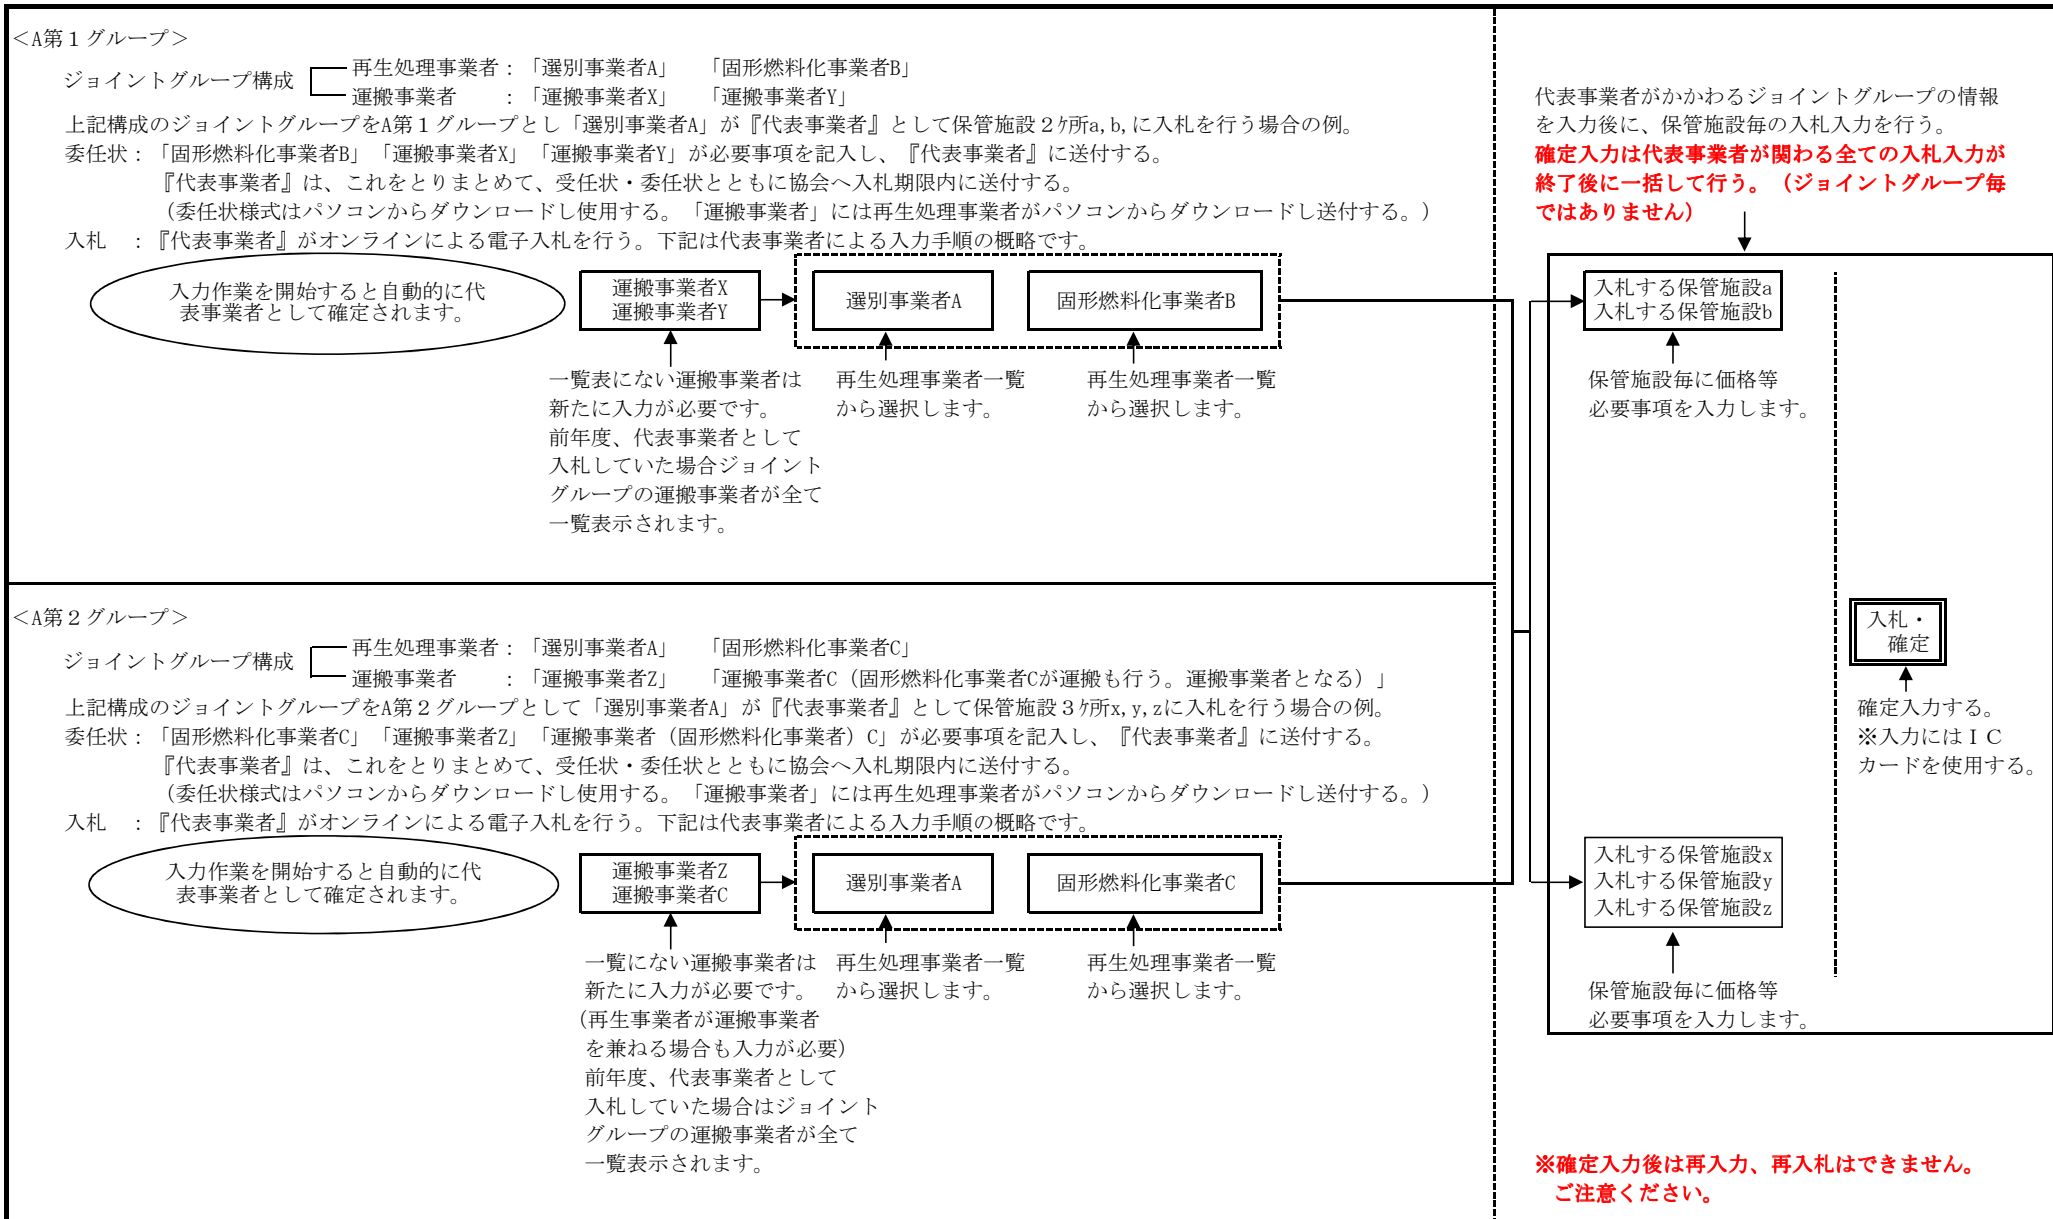 ＜A第１グループ＞
ジョイントグループ構成
再生処理事業者：「選別事業者A」　「固形燃料化事業者B」
運搬事業者　　：「運搬事業者X」　「運搬事業者Y」
上記構成のジョイントグループをA第１グループとし「選別事業者A」が『代表事業者』として保管施設２ｹ所a,b,に入札を行う場合の例。
委任状：「固形燃料化事業者B」「運搬事業者X」「運搬事業者Y」が必要事項を記入し、『代表事業者』に送付する。
『代表事業者』は、これをとりまとめて、受任状・委任状とともに協会へ入札期限内に送付する。
（委任状様式はパソコンからダウンロードし使用する。「運搬事業者」には再生処理事業者がパソコンからダウンロードし送付する。）
入札　：『代表事業者』がオンラインによる電子入札を行う。下記は代表事業者による入力手順の概略です。
入力作業を開始すると自動的に代
表事業者として確定されます。
運搬事業者X
運搬事業者Y
選別事業者A
固形燃料化事業者B
一覧表にない運搬事業者は
新たに入力が必要です。
前年度、代表事業者として
入札していた場合ジョイント
グループの運搬事業者が全て
一覧表示されます。
再生処理事業者一覧
から選択します。
再生処理事業者一覧
から選択します。
＜A第２グループ＞
ジョイントグループ構成
再生処理事業者：「選別事業者A」　「固形燃料化事業者C」
運搬事業者　　：「運搬事業者Z」　「運搬事業者C（固形燃料化事業者Cが運搬も行う。運搬事業者となる）」
上記構成のジョイントグループをA第２グループとして「選別事業者A」が『代表事業者』として保管施設３ｹ所x,y,zに入札を行う場合の例。
委任状：「固形燃料化事業者C」「運搬事業者Z」「運搬事業者（固形燃料化事業者）C」が必要事項を記入し、『代表事業者』に送付する。
『代表事業者』は、これをとりまとめて、受任状・委任状とともに協会へ入札期限内に送付する。
（委任状様式はパソコンからダウンロードし使用する。「運搬事業者」には再生処理事業者がパソコンからダウンロードし送付する。）
入札　：『代表事業者』がオンラインによる電子入札を行う。下記は代表事業者による入力手順の概略です。
入力作業を開始すると自動的に代
表事業者として確定されます。
運搬事業者Z
運搬事業者C
選別事業者A
固形燃料化事業者C
一覧にない運搬事業者は
新たに入力が必要です。
（再生事業者が運搬事業者
を兼ねる場合も入力が必要）
前年度、代表事業者として
入札していた場合はジョイント
グループの運搬事業者が全て
一覧表示されます。
再生処理事業者一覧
から選択します。
再生処理事業者一覧
から選択します。
代表事業者がかかわるジョイントグループの情報
を入力後に、保管施設毎の入札入力を行う。
確定入力は代表事業者が関わる全ての入札入力が
終了後に一括して行う。（ジョイントグループ毎
ではありません）
入札する保管施設a
入札する保管施設b
保管施設毎に価格等
必要事項を入力します。
入札・
確定
確定入力する。
※入力にはＩＣ
カードを使用する。
入札する保管施設x
入札する保管施設y
入札する保管施設z
保管施設毎に価格等
必要事項を入力します。
※確定入力後は再入力、再入札はできません。
ご注意ください。